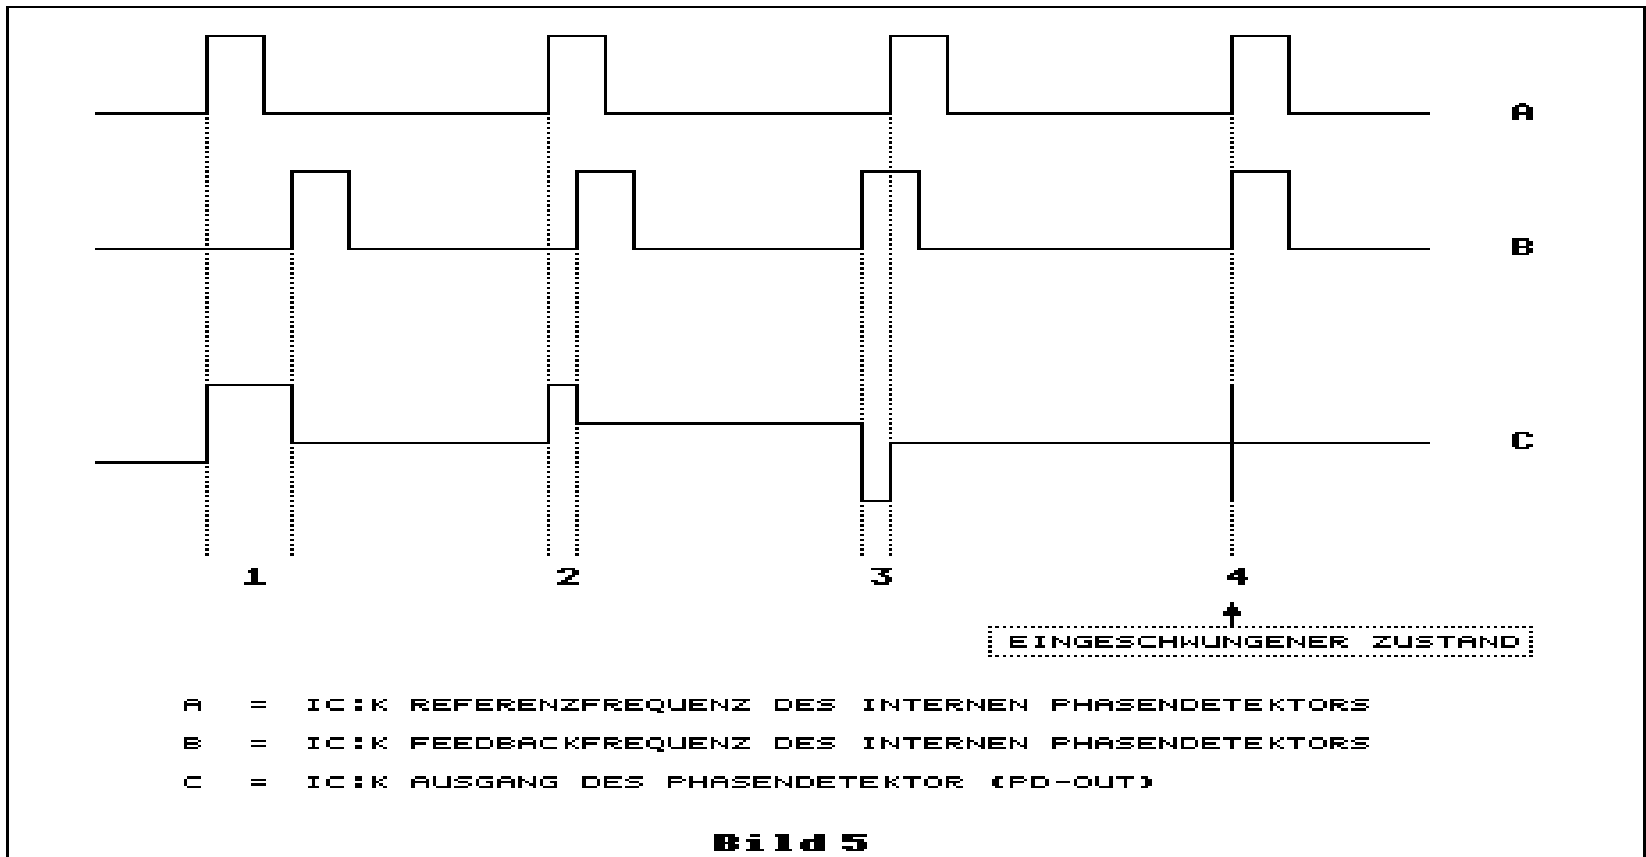 A
B
C
1 2 3 4
EINGESCHWUNGENER ZUSTAND
A = IC:K REFERENZFREQUENZ DES INTERNEN PHASENDETEKTORS
B = IC:K FEEDBACKFREQUENZ DES INTERNEN PHASENDETEKTORS
C = IC:K AUSGANG DES PHASENDETEKTOR (PD-OUT)
Bild 5